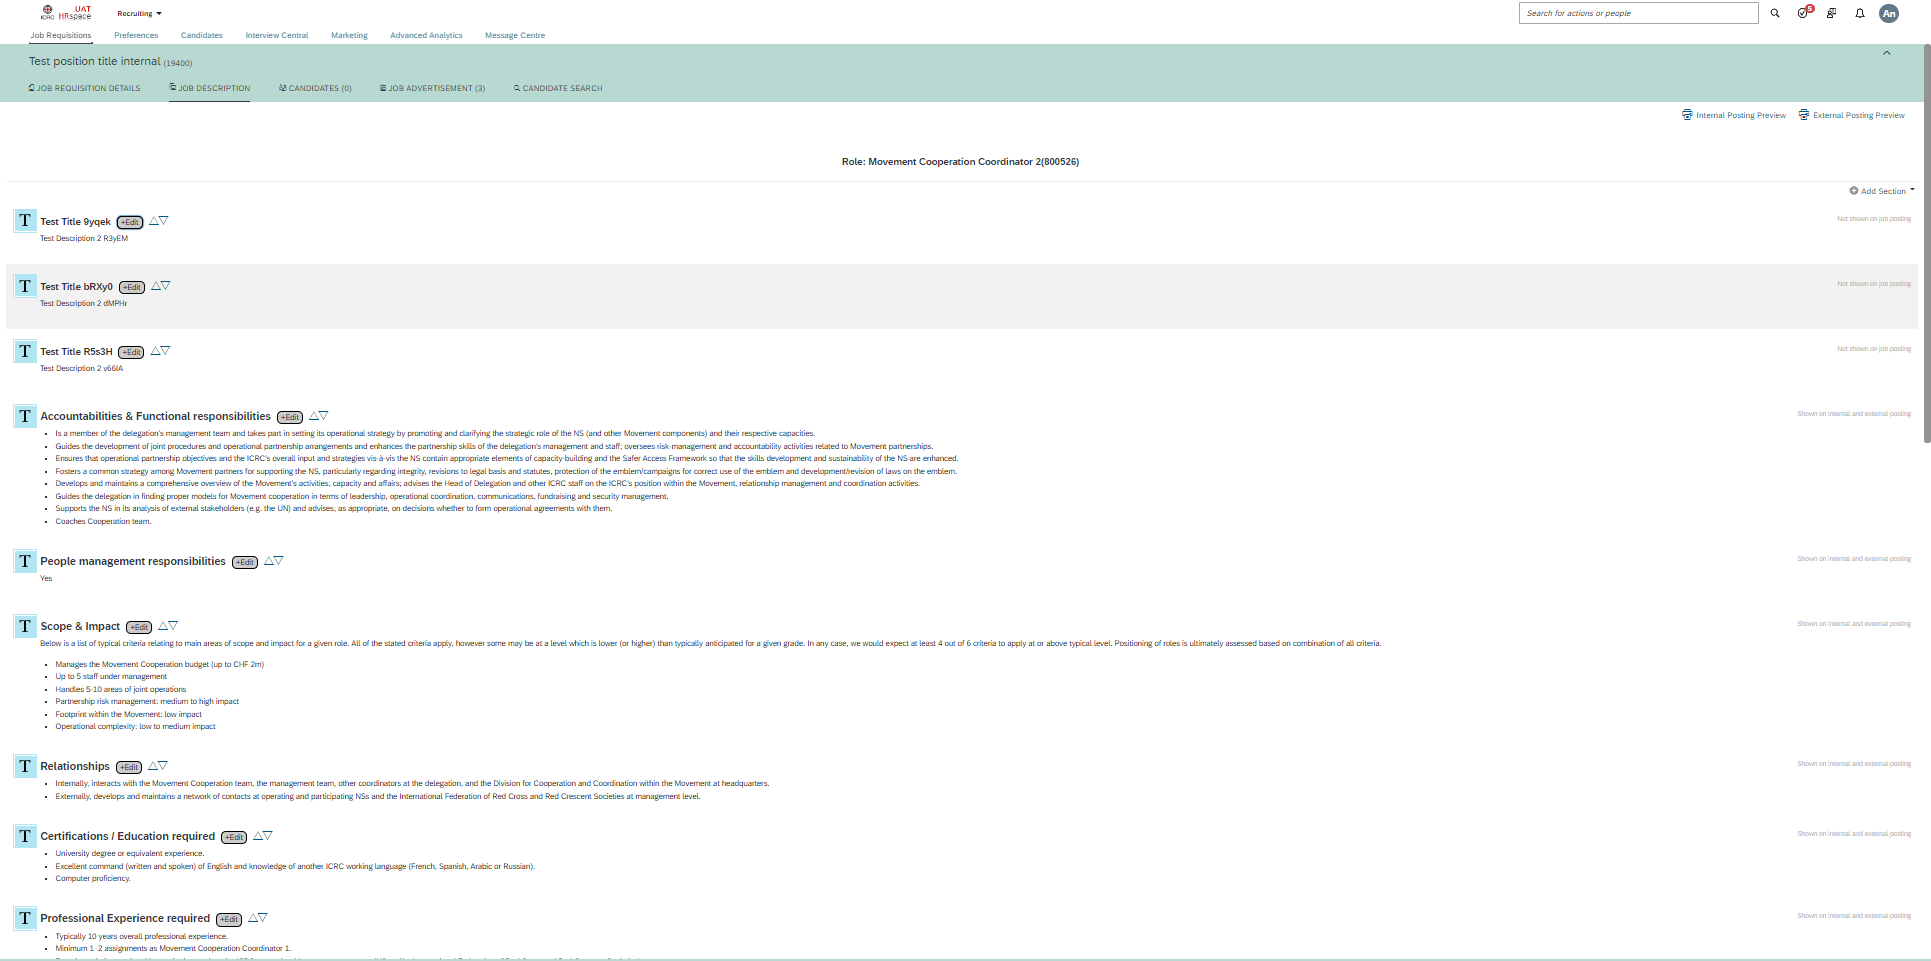 ICRC UAT HRspace
Recruiting
Search for actions or people
5
An
Job Requisitions Preferences Candidates Interview Central Marketing Advanced Analytics Message Centre
Test position title internal (19400)
JOB REQUISITION DETAILS JOB DESCRIPTION CANDIDATES (0) JOB ADVERTISEMENT (3) CANDIDATE SEARCH
Internal Posting Preview External Posting Preview
Role: Movement Cooperation Coordinator 2(800526)
Add Section
T Test Title 9yqek +Edit Not shown on job posting
Test Description 2 R3yEM
T Test Title bRXy0 +Edit Not shown on job posting
Test Description 2 dMPHr
T Test Title R5s3H +Edit Not shown on job posting
Test Description 2 v66IA
T Accountabilities & Functional responsibilities +Edit Shown on internal and external posting
• Is a member of the delegation's management team and takes part in setting its operational strategy by promoting and clarifying the strategic role of the NS (and other Movement components) and their respective capacities.
• Guides the development of joint procedures and operational partnership arrangements and enhances the partnership skills of the delegation's management and staff; oversees risk-management and accountability activities related to Movement partnerships.
• Ensures that operational partnership objectives and the ICRC's overall input and strategies vis-à-vis the NS contain appropriate elements of capacity-building and the Safer Access Framework so that the skills development and sustainability of the NS are enhanced.
• Fosters a common strategy among Movement partners for supporting the NS, particularly regarding integrity, revisions to legal basis and statutes, protection of the emblem/campaigns for correct use of the emblem and development/revision of laws on the emblem.
• Develops and maintains a comprehensive overview of the Movement's activities, capacity and affairs; advises the Head of Delegation and other ICRC staff on the ICRC's position within the Movement, relationship management and coordination activities.
• Guides the delegation in finding proper models for Movement cooperation in terms of leadership, operational coordination, communications, fundraising and security management.
• Supports the NS in its analysis of external stakeholders (e.g. the UN) and advises, as appropriate, on decisions whether to form operational agreements with them.
• Coaches Cooperation team.
T People management responsibilities +Edit Shown on internal and external posting
Yes
T Scope & Impact +Edit Shown on internal and external posting
Below is a list of typical criteria relating to main areas of scope and impact for a given role. All of the stated criteria apply, however some may be at a level which is lower (or higher) than typically anticipated for a given grade. In any case, we would expect at least 4 out of 6 criteria to apply at or above typical level. Positioning of roles is ultimately assessed based on combination of all criteria.
• Manages the Movement Cooperation budget (up to CHF 2m)
• Up to 5 staff under management
• Handles 5-10 areas of joint operations
• Partnership risk management: medium to high impact
• Footprint within the Movement: low impact
• Operational complexity: low to medium impact
T Relationships +Edit Shown on internal and external posting
• Internally, interacts with the Movement Cooperation team, the management team, other coordinators at the delegation, and the Division for Cooperation and Coordination within the Movement at headquarters.
• Externally, develops and maintains a network of contacts at operating and participating NSs and the International Federation of Red Cross and Red Crescent Societies at management level.
T Certifications / Education required +Edit Shown on internal and external posting
• University degree or equivalent experience.
• Excellent command (written and spoken) of English and knowledge of another ICRC working language (French, Spanish, Arabic or Russian).
• Computer proficiency.
T Professional Experience required +Edit Shown on internal and external posting
• Typically 10 years overall professional experience.
• Minimum 1-2 assignments as Movement Cooperation Coordinator 1.